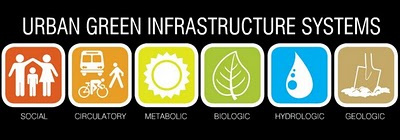 URBAN GREEN INFRASTRUCTURE SYSTEMS
SOCIAL CIRCULATORY METABOLIC BIOLOGIC HYDROLOGIC GEOLOGIC